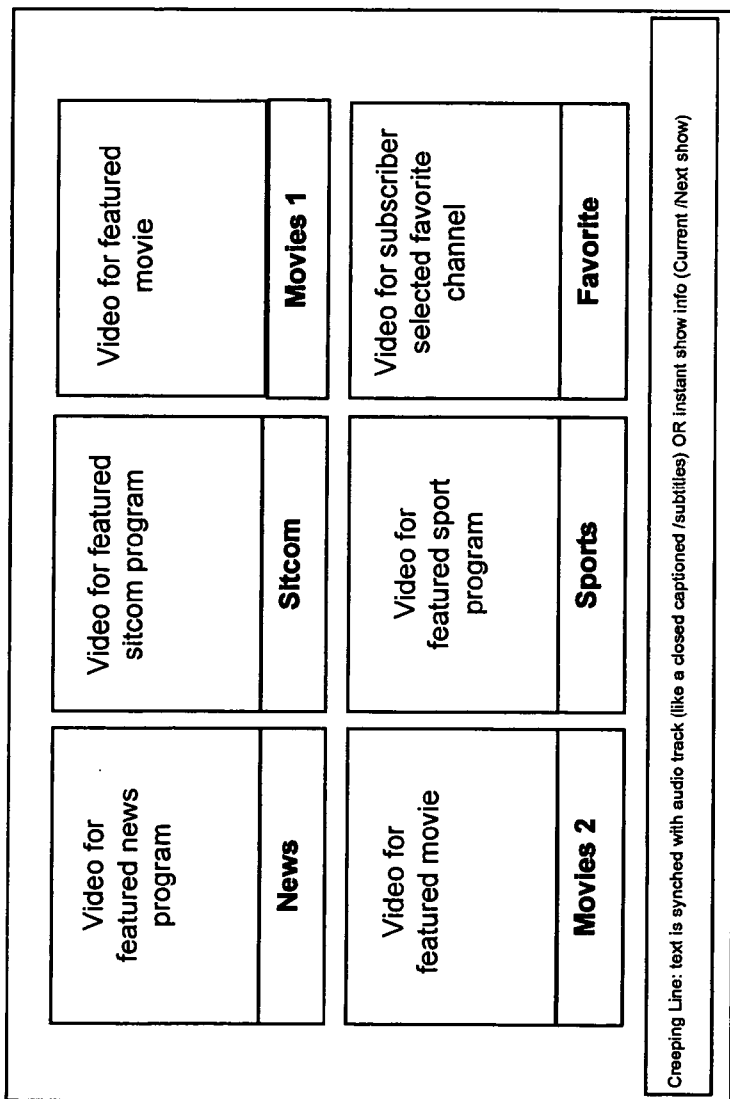 Video for
featured news
program
News
Video for featured
sitcom program
Sitcom
Video for featured
movie
Movies 1
Video for
featured movie
Movies 2
Video for
featured sport
program
Sports
Video for subscriber
selected favorite
channel
Favorite
Creeping Line: text is synched with audio track (like a closed captioned /subtitles) OR instant show info (Current /Next show)